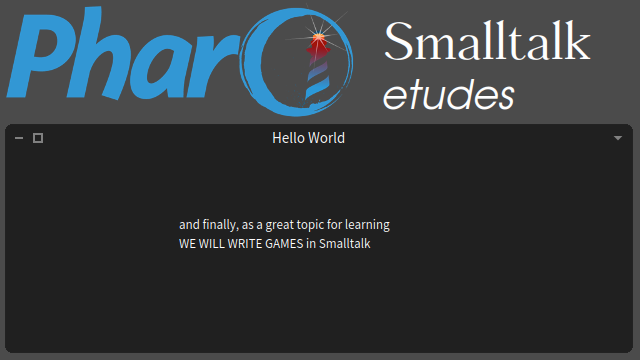 Pharo
Smalltalk
etudes
Hello World
and finally, as a great topic for learning
WE WILL WRITE GAMES in Smalltalk